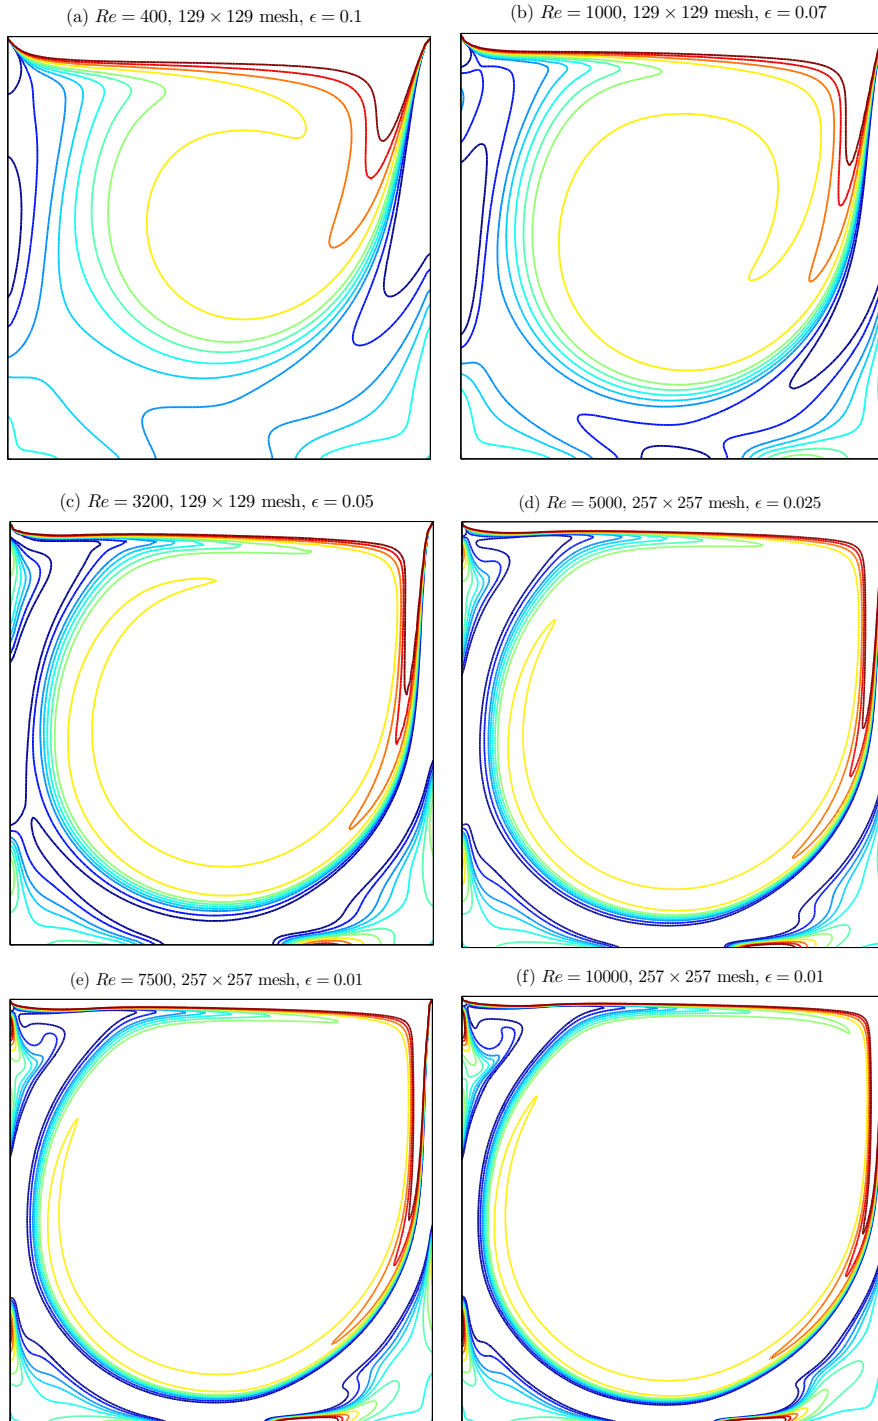 (a) Re = 400, 129 × 129 mesh, ϵ = 0.1
(b) Re = 1000, 129 × 129 mesh, ϵ = 0.07
(c) Re = 3200, 129 × 129 mesh, ϵ = 0.05
(d) Re = 5000, 257 × 257 mesh, ϵ = 0.025
(e) Re = 7500, 257 × 257 mesh, ϵ = 0.01
(f) Re = 10000, 257 × 257 mesh, ϵ = 0.01